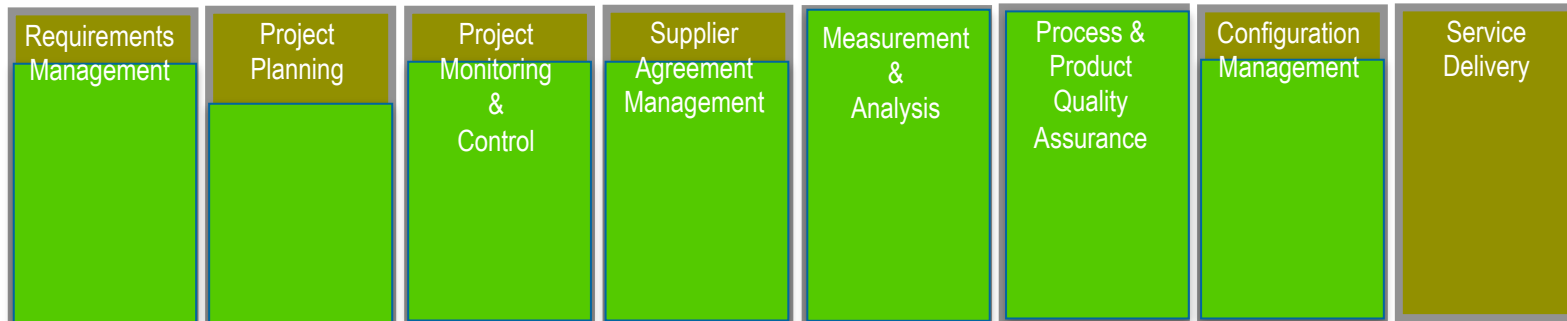 Requirements
Management
Project
Planning
Project
Monitoring
&
Control
Supplier
Agreement
Management
Measurement
&
Analysis
Process &
Product
Quality
Assurance
Configuration
Management
Service
Delivery